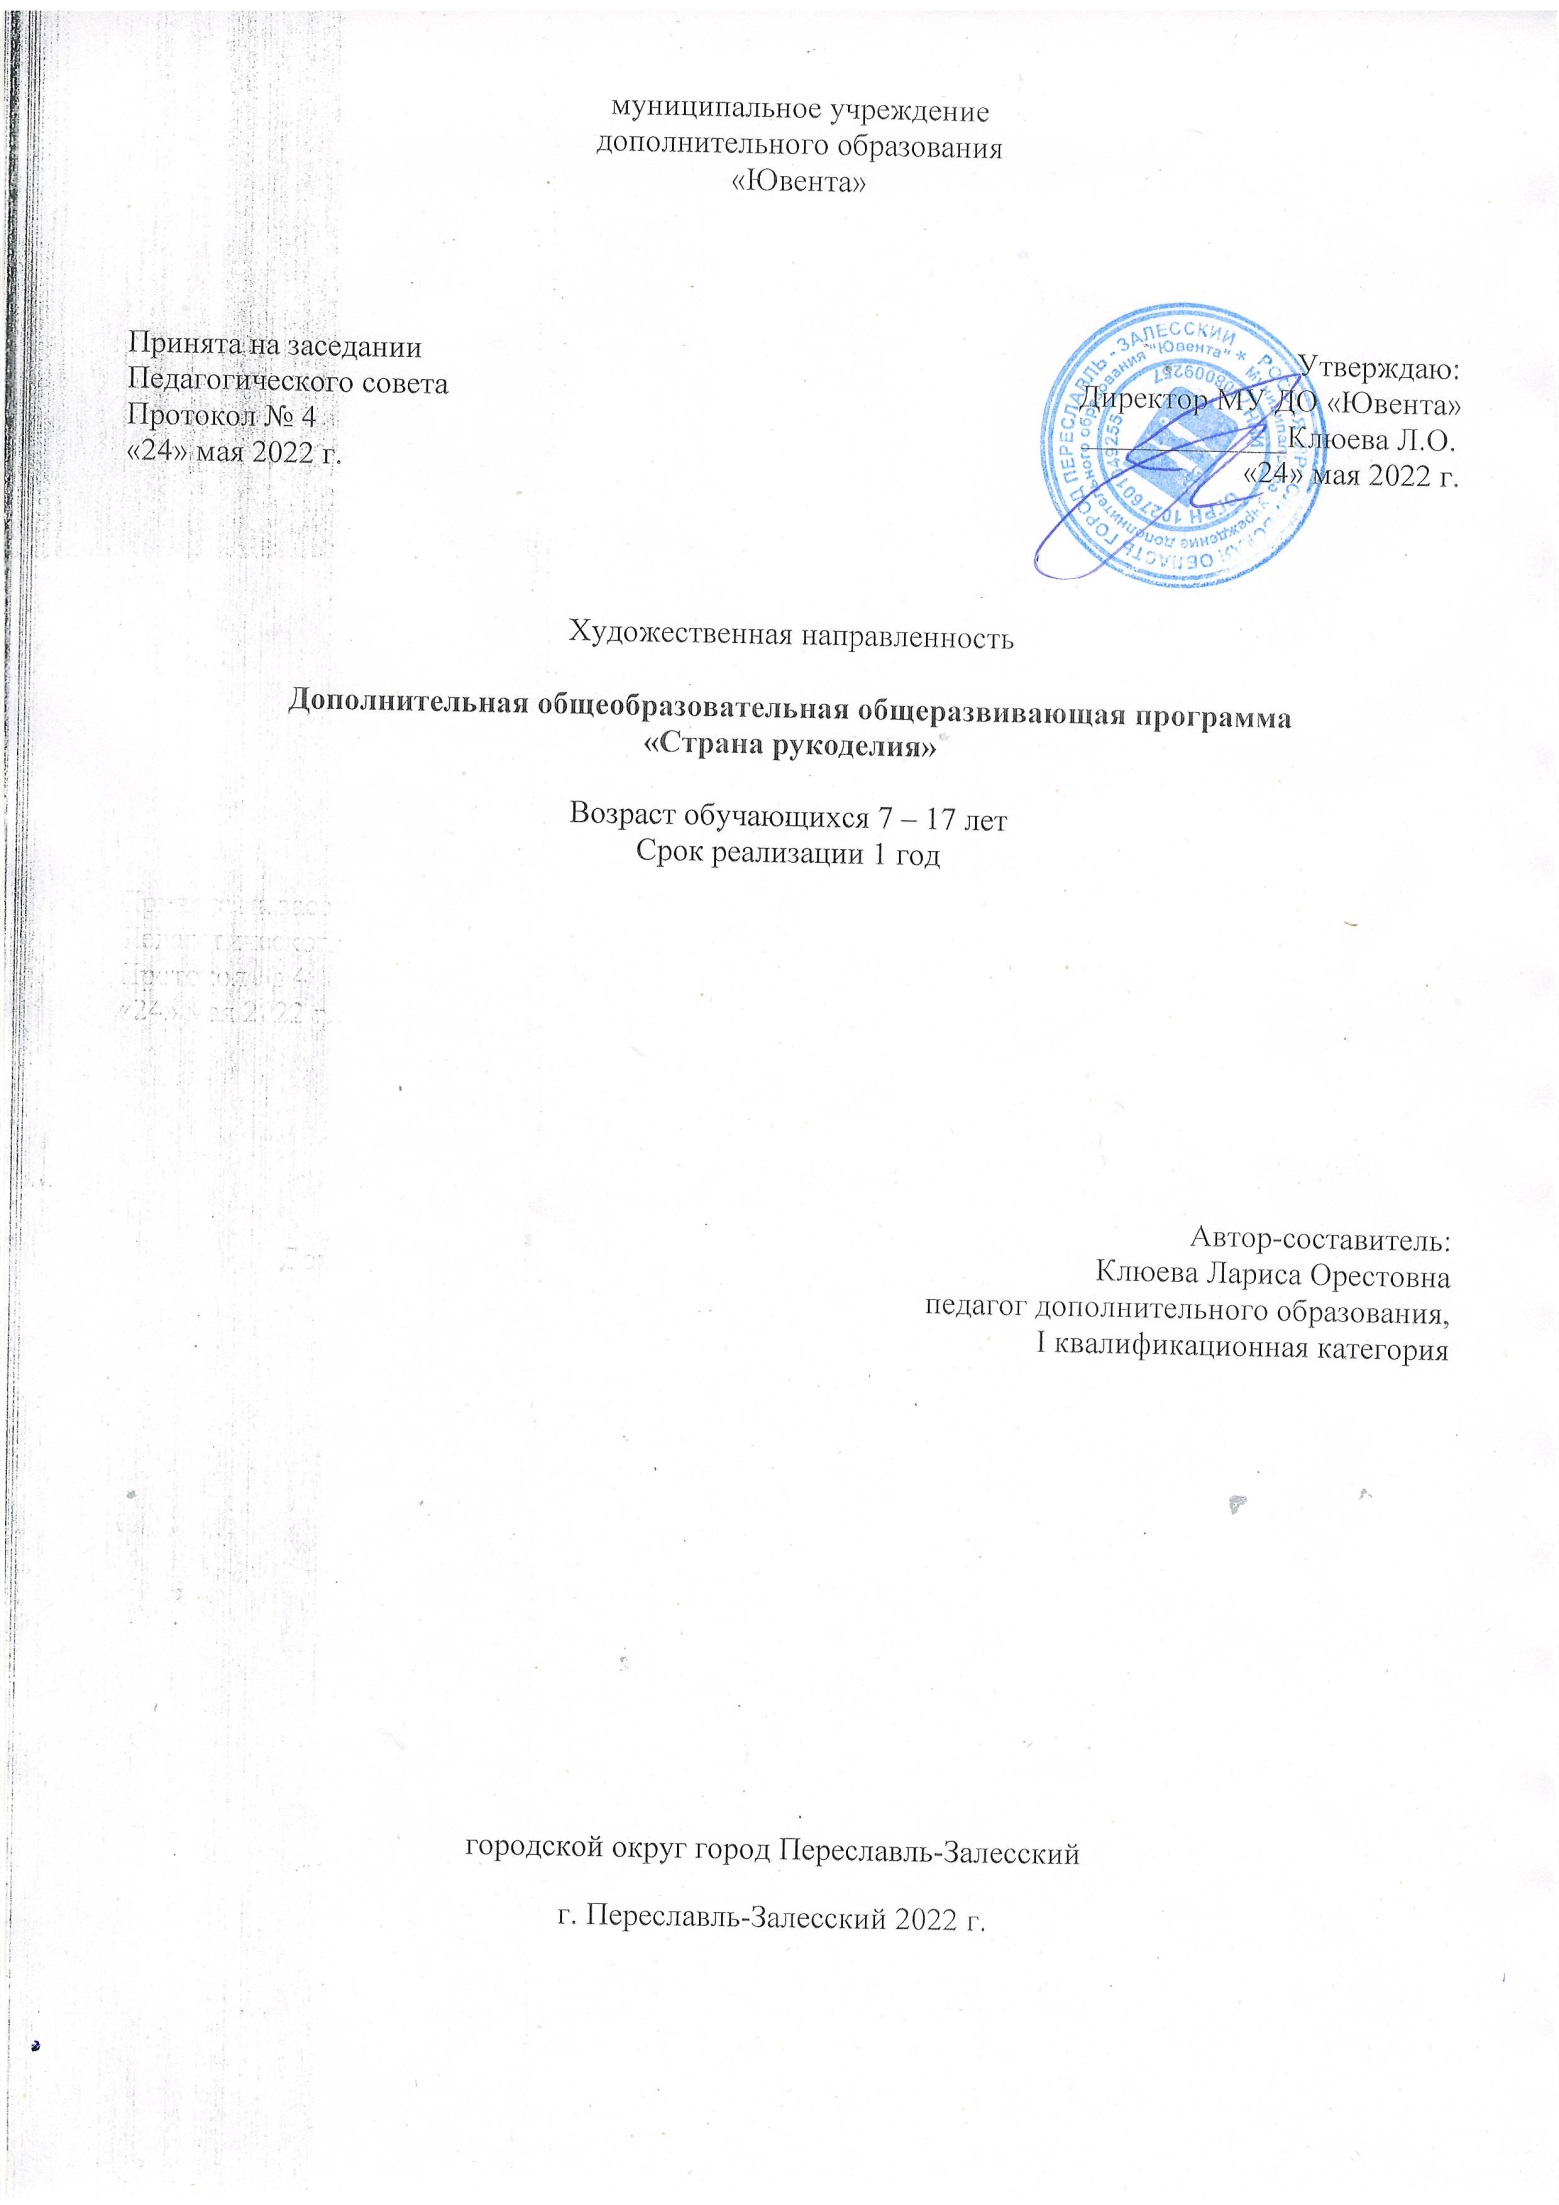 муниципальное учреждение
дополнительного образования
«Ювента»
Принята на заседании
Педагогического совета
Протокол № 4
«24» мая 2022 г.
Утверждаю:
Директор МУ ДО «Ювента»
Клюева Л.О.
«24» мая 2022 г.
ГОРОД ПЕРЕСЛАВЛЬ - ЗАЛЕССКИЙ
Художественная направленность
Дополнительная общеобразовательная общеразвивающая программа
«Страна рукоделия»
Возраст обучающихся 7 – 17 лет
Срок реализации 1 год
Автор-составитель:
Клюева Лариса Орестовна
педагог дополнительного образования,
I квалификационная категория
городской округ город Переславль-Залесский
г. Переславль-Залесский 2022 г.